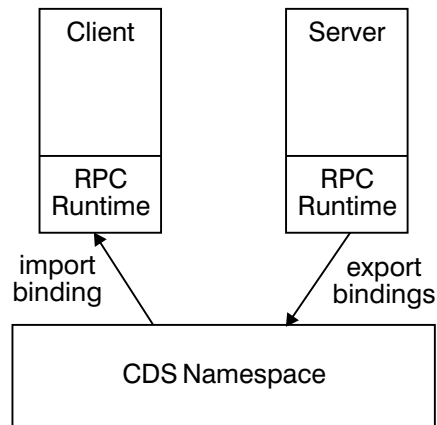 Client
Server
RPC
Runtime
RPC
Runtime
import
binding
export
bindings
CDS Namespace